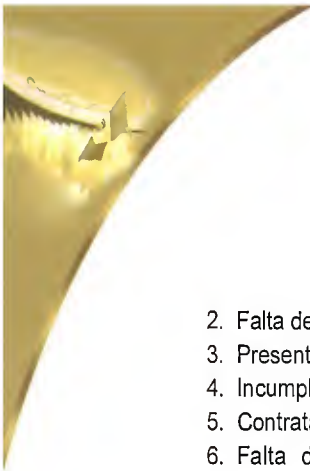 2. Falta de
3. Present
4. Incumpl
5. Contrata
6. Falta d